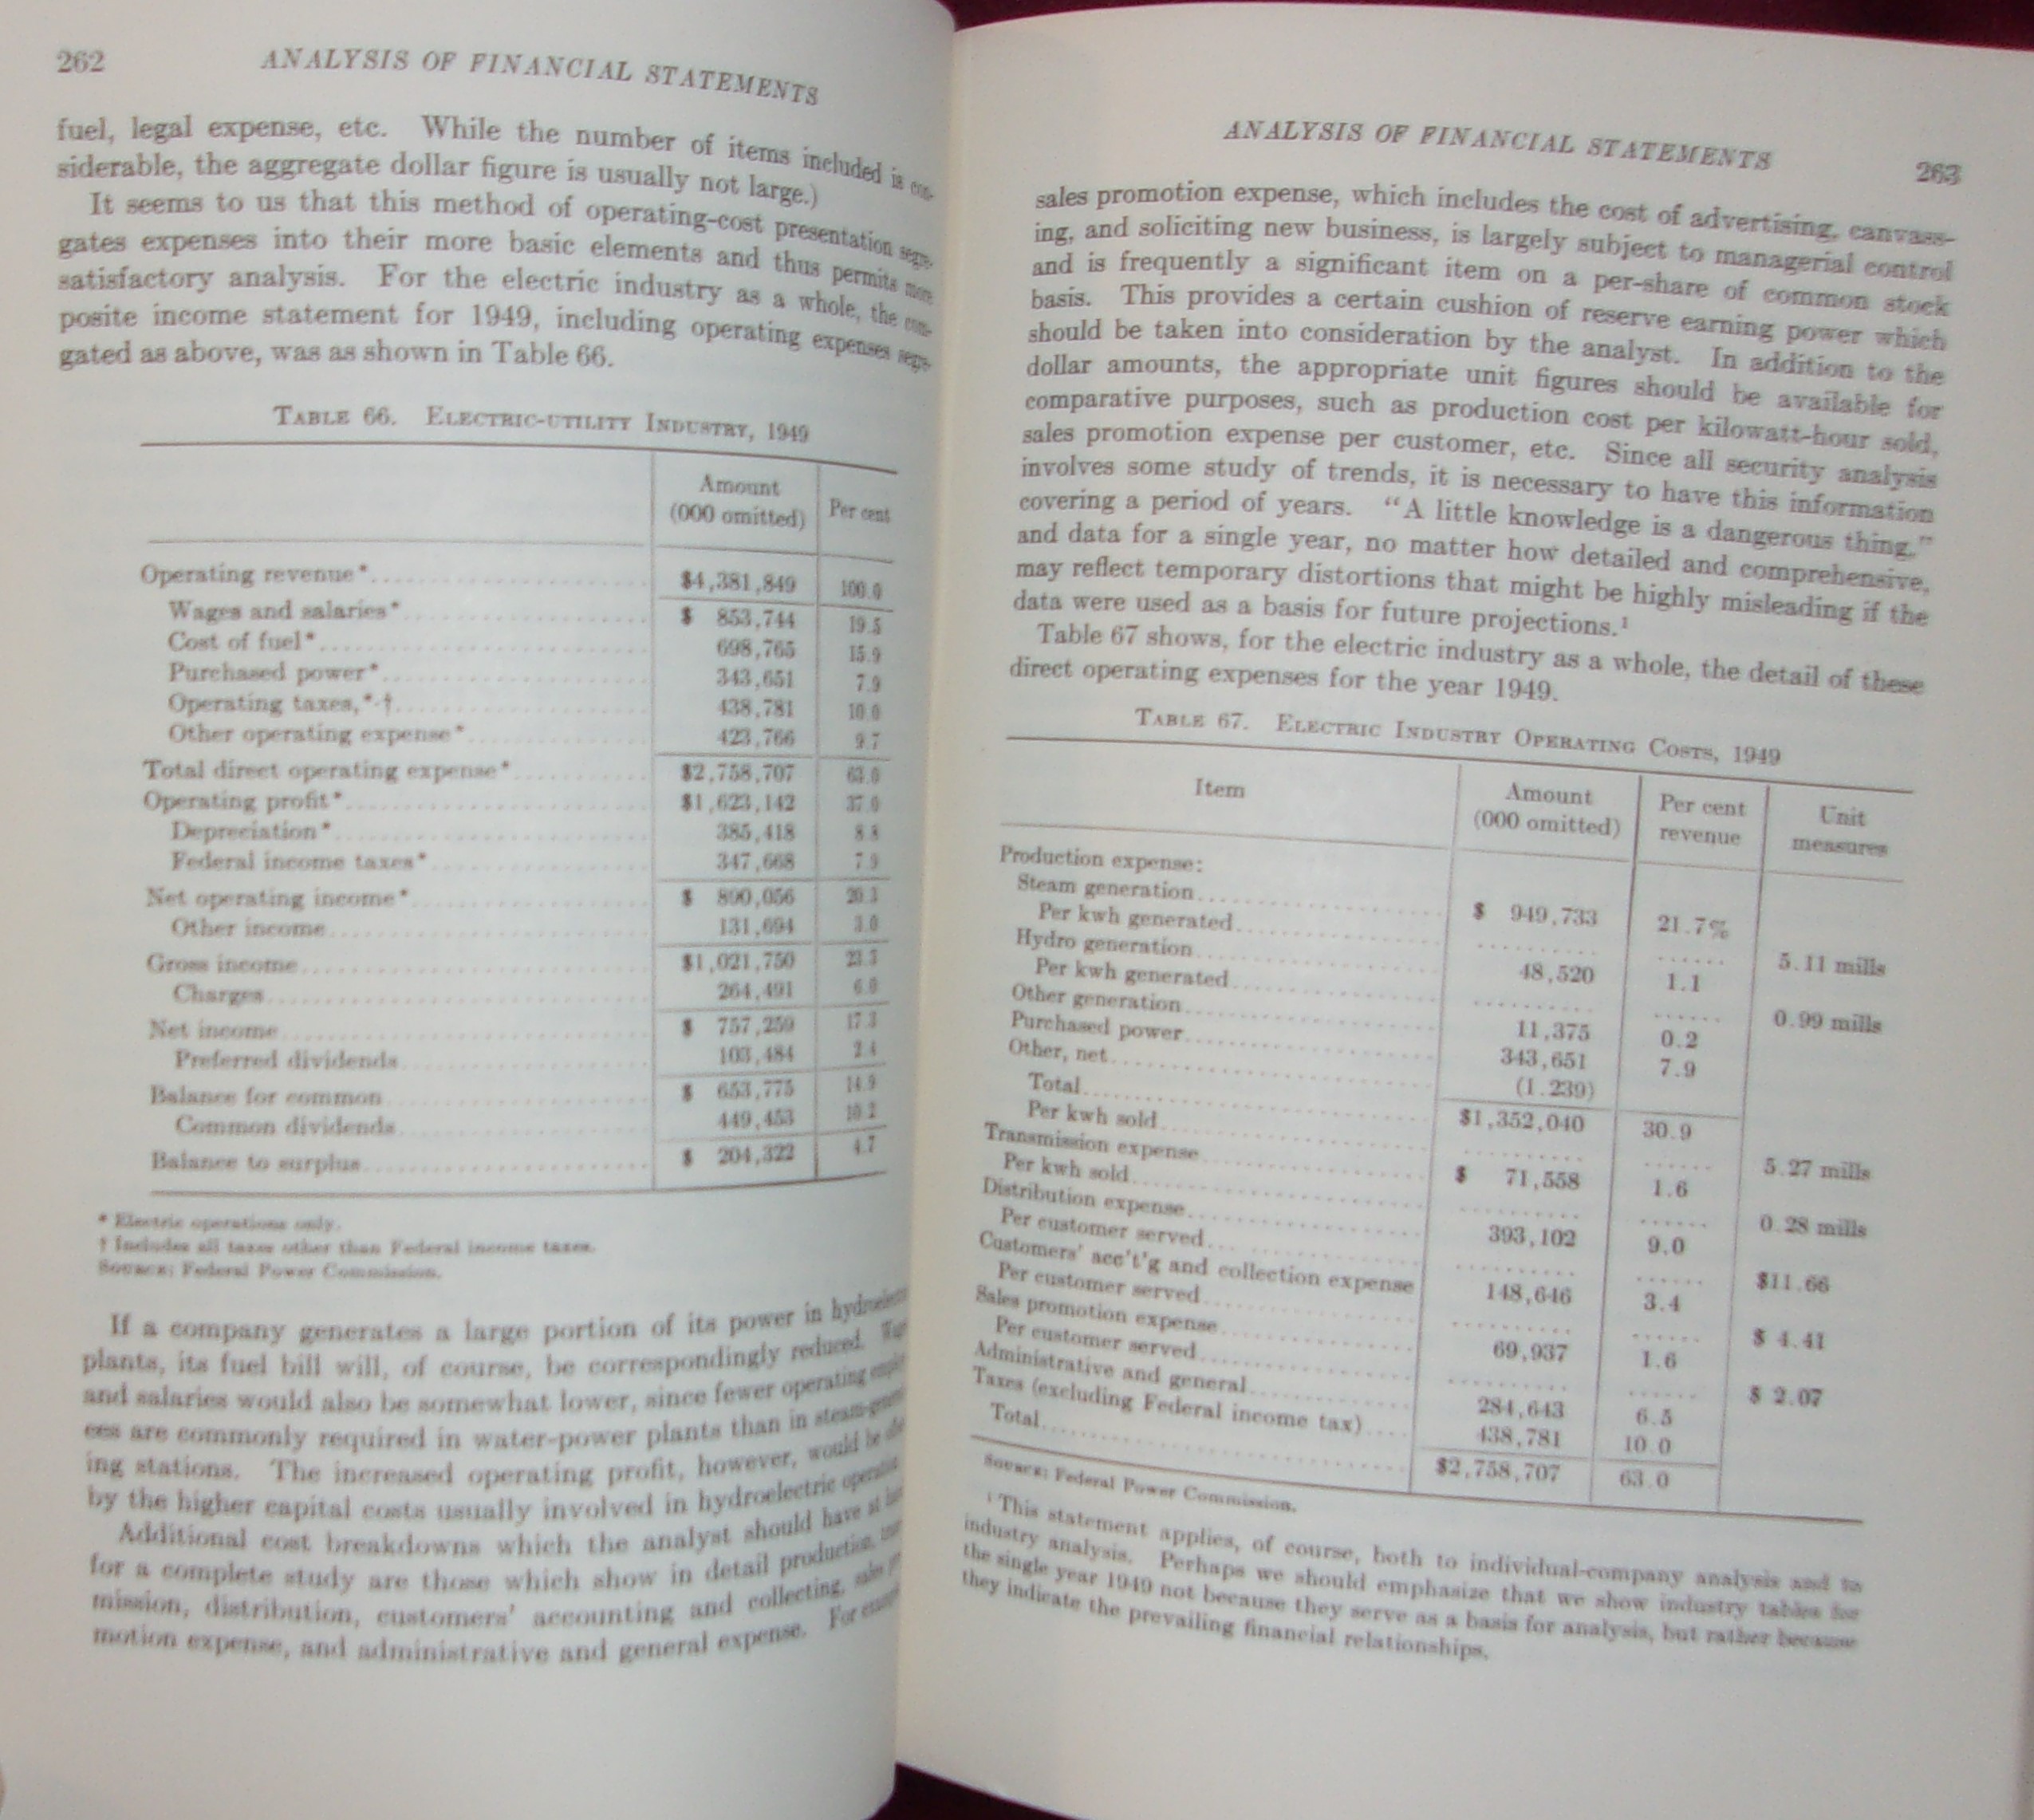 262
ANALYSIS OF FINANCIAL STATEMENTS
fuel, legal expense, etc. While the number of items included is con-
siderable, the aggregate dollar figure is usually not large.)
It seems to us that this method of operating-cost presentation segre-
gates expenses into their more basic elements and thus permits more
satisfactory analysis. For the electric industry as a whole, the com-
posite income statement for 1949, including operating expenses segre-
gated as above, was as shown in Table 66.
TABLE 66. ELECTRIC-UTILITY INDUSTRY, 1949
Amount (000 omitted) Per cent
Operating revenue* $4,381,849 100.0
Wages and salaries* $ 853,744 19.5
Cost of fuel* 698,765 15.9
Purchased power* 343,651 7.9
Operating taxes,*† 438,781 10.0
Other operating expense* 423,766 9.7
Total direct operating expense* $2,758,707 63.0
Operating profit* $1,623,142 37.0
Depreciation* 385,418 8.8
Federal income taxes* 347,668 7.9
Net operating income* $ 890,056 20.3
Other income 131,694 3.0
Gross income $1,021,750 23.3
Charges 264,491 6.0
Net income $ 757,259 17.3
Preferred dividends 103,484 2.4
Balance for common $ 653,775 14.9
Common dividends 449,453 10.2
Balance to surplus $ 204,322 4.7
* Electric operations only.
† Includes all taxes other than Federal income taxes.
SOURCE: Federal Power Commission.
If a company generates a large portion of its power in
plants, its fuel bill will, of course, be correspondingly reduced.
and salaries would also be somewhat lower, since fewer operating
ees are commonly required in water-power plants than in
ing stations. The increased operating profit, however, would be
by the higher capital costs usually involved in hydroelectric
Additional cost breakdowns which the analyst should have at
for a complete study are those which show in detail production,
mission, distribution, customers' accounting and collecting, sales
motion expense, and administrative and general expense. For
ANALYSIS OF FINANCIAL STATEMENTS
263
sales promotion expense, which includes the cost of advertising, canvass-
ing, and soliciting new business, is largely subject to managerial control
and is frequently a significant item on a per-share of common stock
basis. This provides a certain cushion of reserve earning power which
should be taken into consideration by the analyst. In addition to the
dollar amounts, the appropriate unit figures should be available for
comparative purposes, such as production cost per kilowatt-hour sold,
sales promotion expense per customer, etc. Since all security analysis
involves some study of trends, it is necessary to have this information
covering a period of years. "A little knowledge is a dangerous thing,"
and data for a single year, no matter how detailed and comprehensive,
may reflect temporary distortions that might be highly misleading if the
data were used as a basis for future projections.¹
Table 67 shows, for the electric industry as a whole, the detail of these
direct operating expenses for the year 1949.
TABLE 67. ELECTRIC INDUSTRY OPERATING COSTS, 1949
Item Amount (000 omitted) Per cent revenue Unit measures
Production expense:
Steam generation $ 949,733 21.7%
Per kwh generated 5.11 mills
Hydro generation 48,520 1.1
Per kwh generated 0.99 mills
Other generation 11,375 0.2
Purchased power 343,651 7.9
Other, net (1.239)
Total $1,352,040 30.9
Per kwh sold 5.27 mills
Transmission expense $ 71,558 1.6
Per kwh sold 0.28 mills
Distribution expense 393,102 9.0
Per customer served $11.66
Customers' acc't'g and collection expense 148,646 3.4
Per customer served $ 4.41
Sales promotion expense 69,937 1.6
Per customer served $ 2.07
Administrative and general 284,643 6.5
Taxes (excluding Federal income tax) 438,781 10.0
Total $2,758,707 63.0
SOURCE: Federal Power Commission.
¹ This statement applies, of course, both to individual-company analysis and to
industry analysis. Perhaps we should emphasize that we show industry tables for
the single year 1949 not because they serve as a basis for analysis, but rather because
they indicate the prevailing financial relationships.